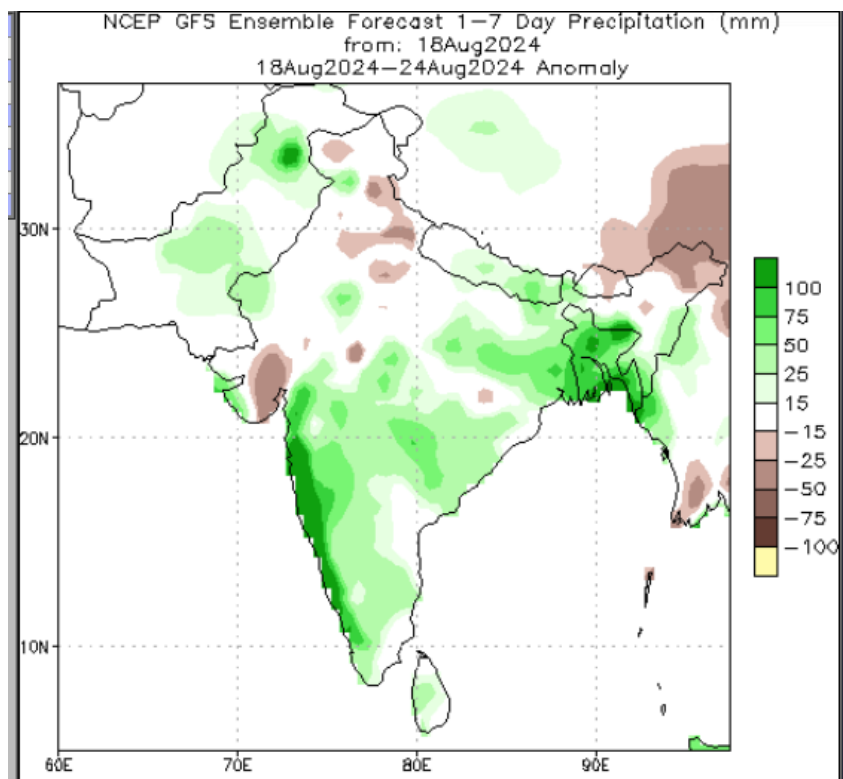 NCEP GFS Ensemble Forecast 1-7 Day Precipitation (mm)
from: 18Aug2024
18Aug2024-24Aug2024 Anomaly
30N
20N
10N
60E
70E
80E
90E
100
75
50
25
15
-15
-25
-50
-75
-100